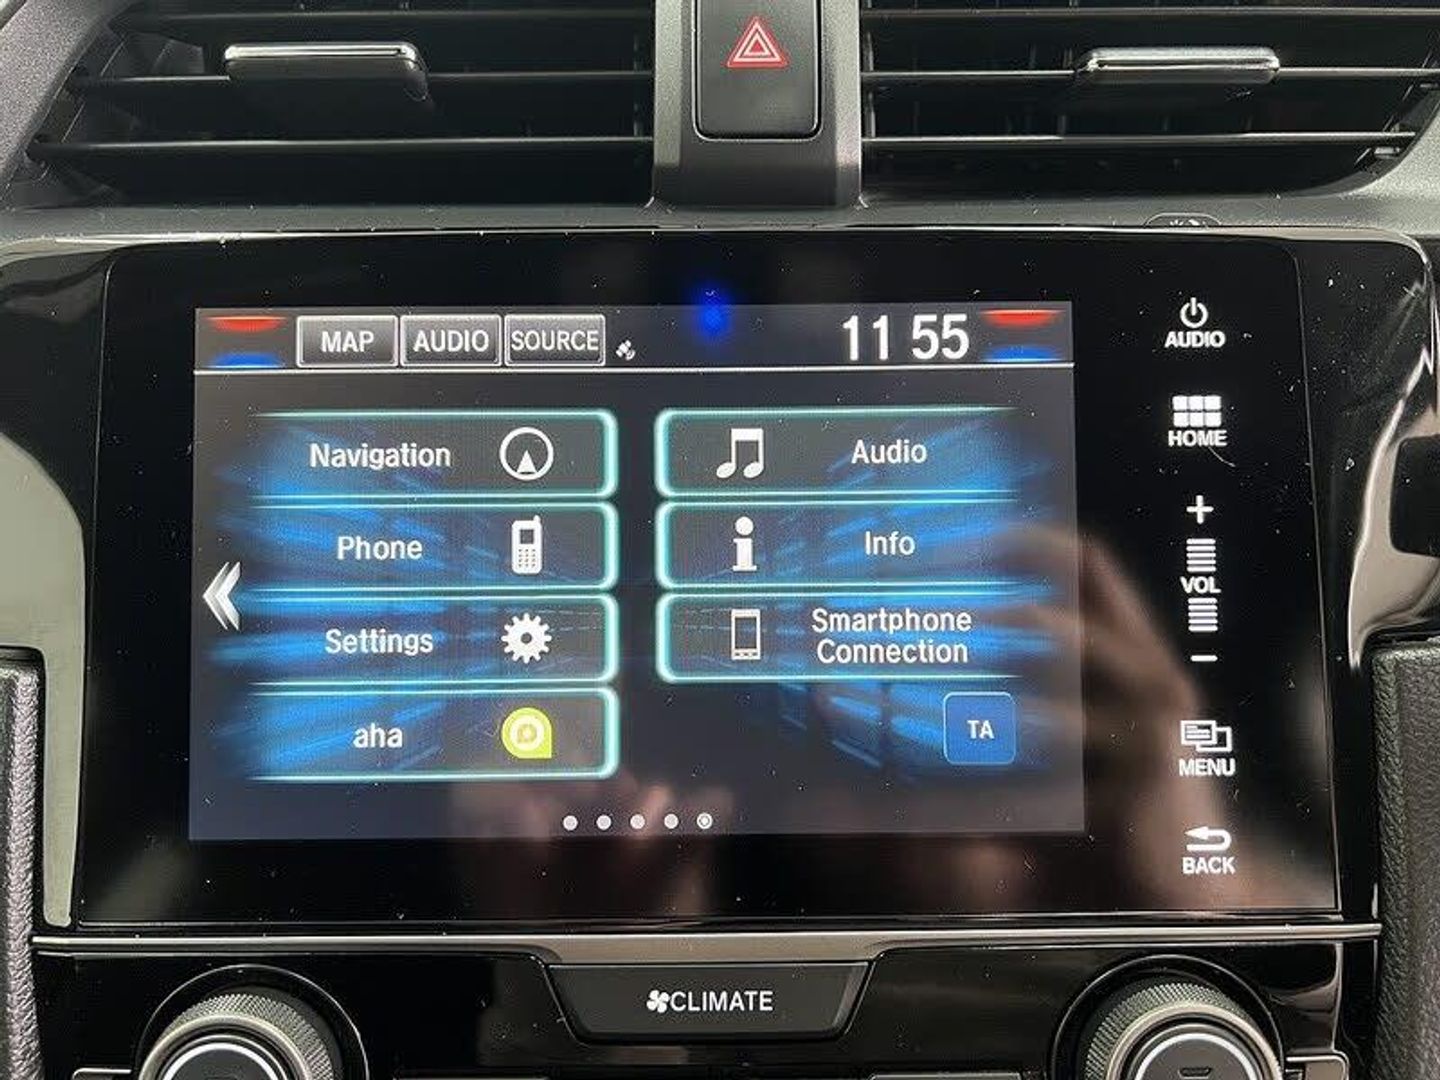 MAP AUDIO SOURCE 11 55
AUDIO
HOME
Navigation
Audio
Phone
Info
+
VOL
−
Settings
Smartphone
Connection
aha
TA
MENU
BACK
CLIMATE